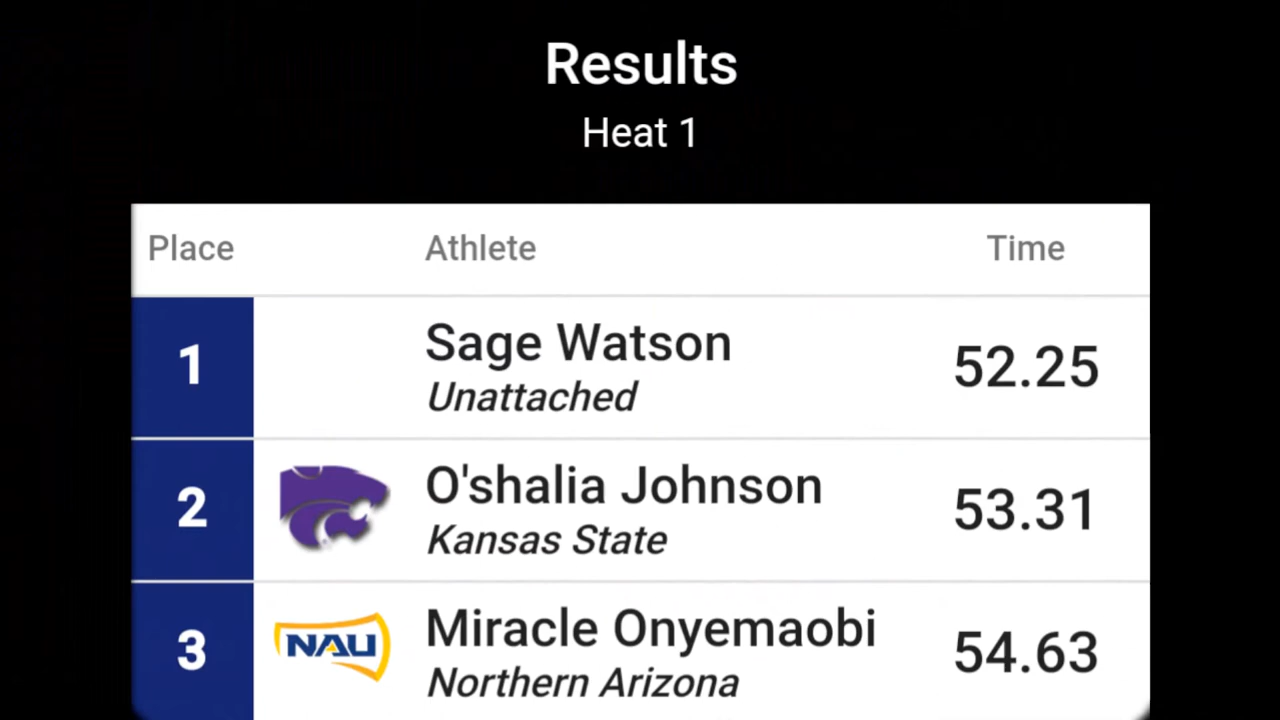 Results
Heat 1
Place Athlete Time
1 Sage Watson 52.25
Unattached
2 O'shalia Johnson 53.31
Kansas State
3 NAU Miracle Onyemaobi 54.63
Northern Arizona